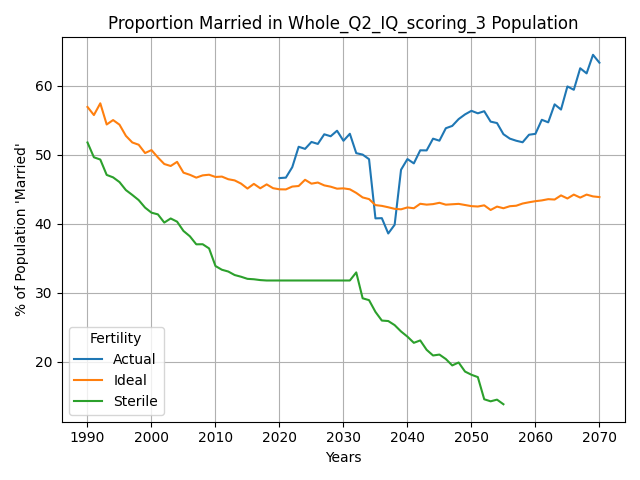 Proportion Married in Whole_Q2_IQ_scoring_3 Population
% of Population 'Married'
60
50
40
30
20
Fertility
Actual
Ideal
Sterile
1990 2000 2010 2020 2030 2040 2050 2060 2070
Years